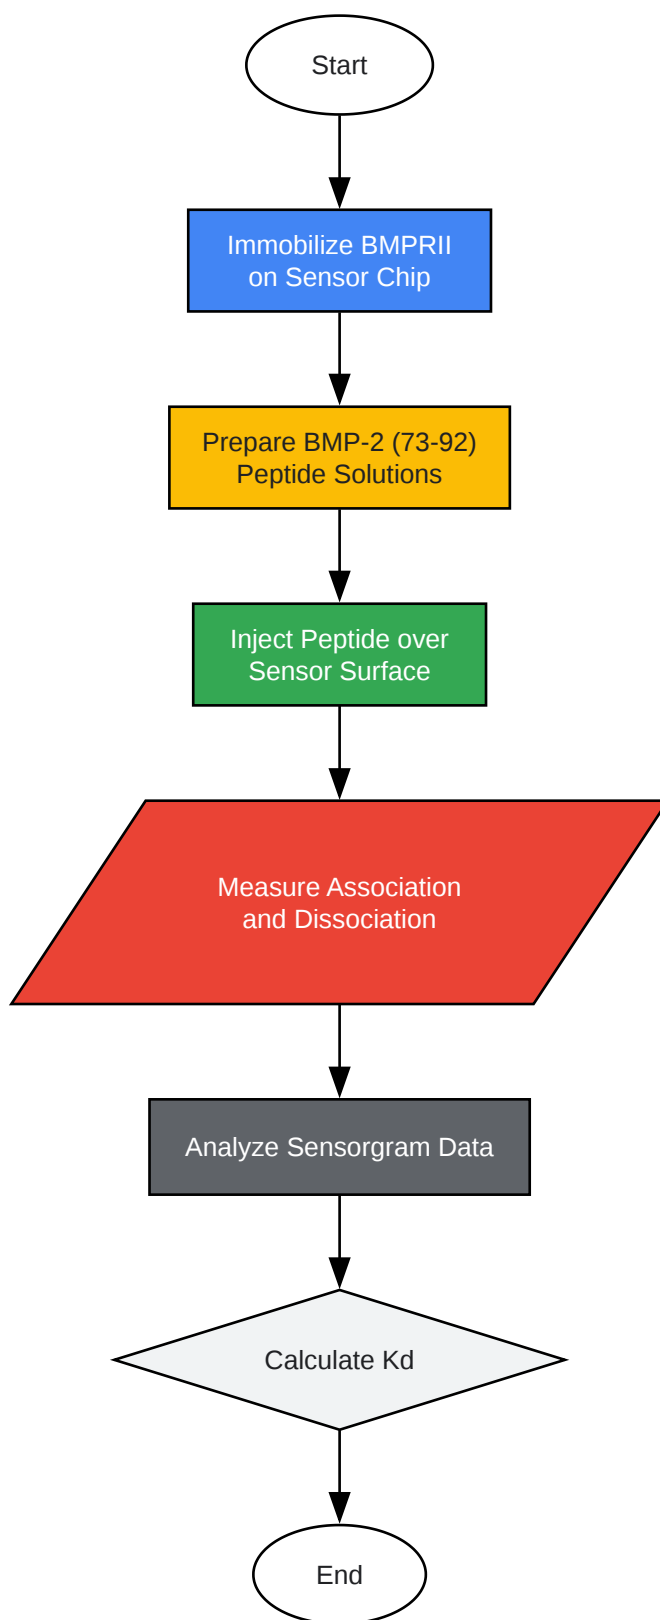 Start
Immobilize BMPRII
on Sensor Chip
Prepare BMP-2 (73-92)
Peptide Solutions
Inject Peptide over
Sensor Surface
Measure Association
and Dissociation
Analyze Sensorgram Data
Calculate Kd
End